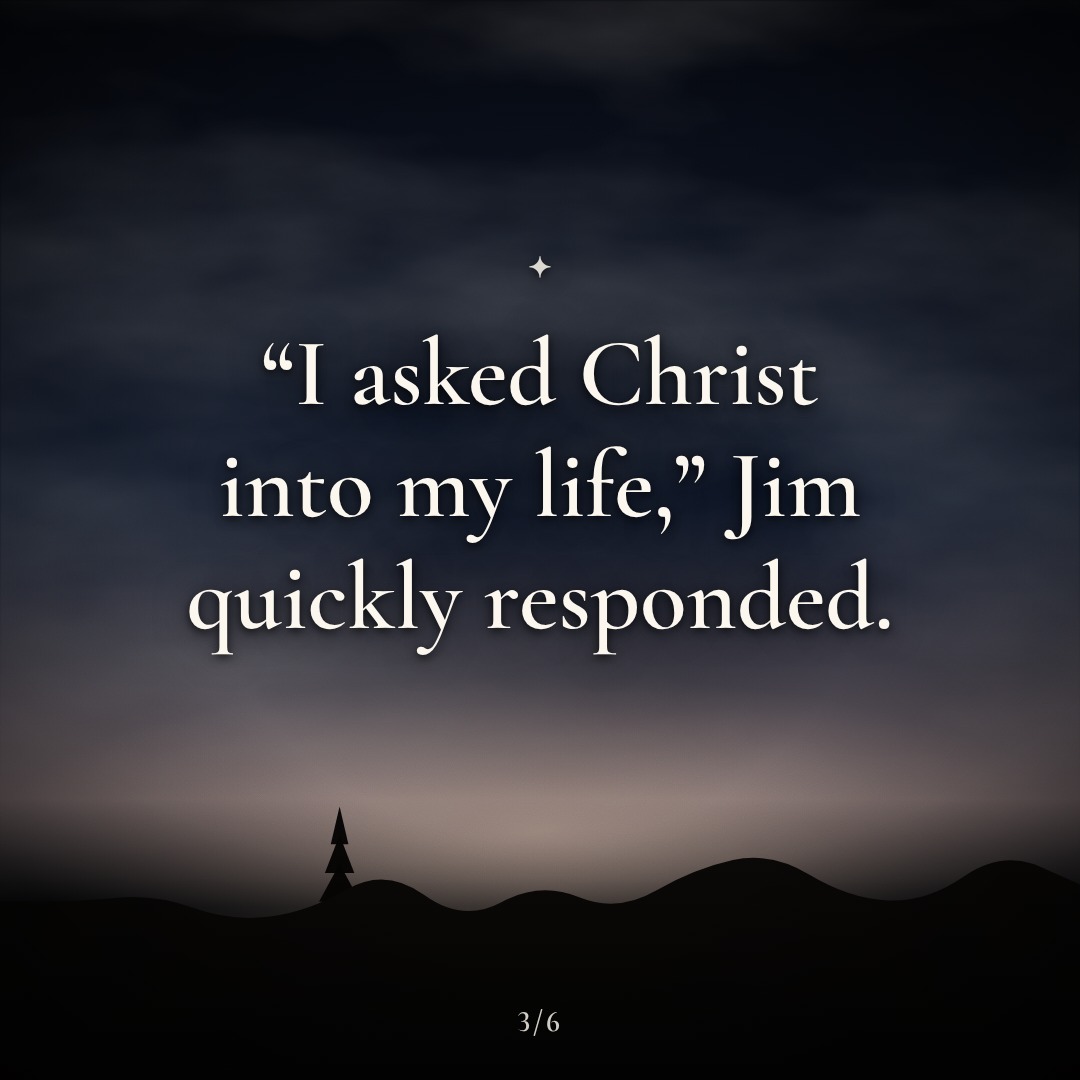 “I asked Christ
into my life,” Jim
quickly responded.
3/6